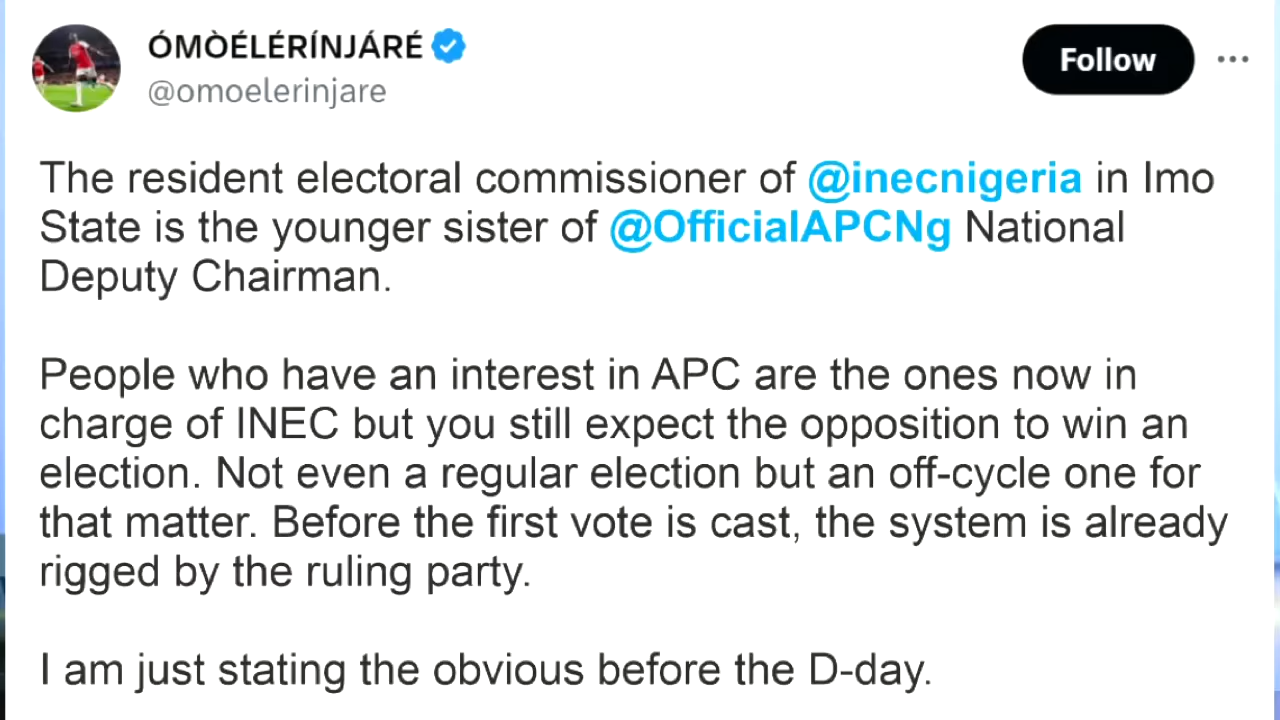 ÓMÒÉLÉRÍNJÁRÉ
@omoelerinjare
Follow
The resident electoral commissioner of @inecnigeria in Imo
State is the younger sister of @OfficialAPCNg National
Deputy Chairman.
People who have an interest in APC are the ones now in
charge of INEC but you still expect the opposition to win an
election. Not even a regular election but an off-cycle one for
that matter. Before the first vote is cast, the system is already
rigged by the ruling party.
I am just stating the obvious before the D-day.